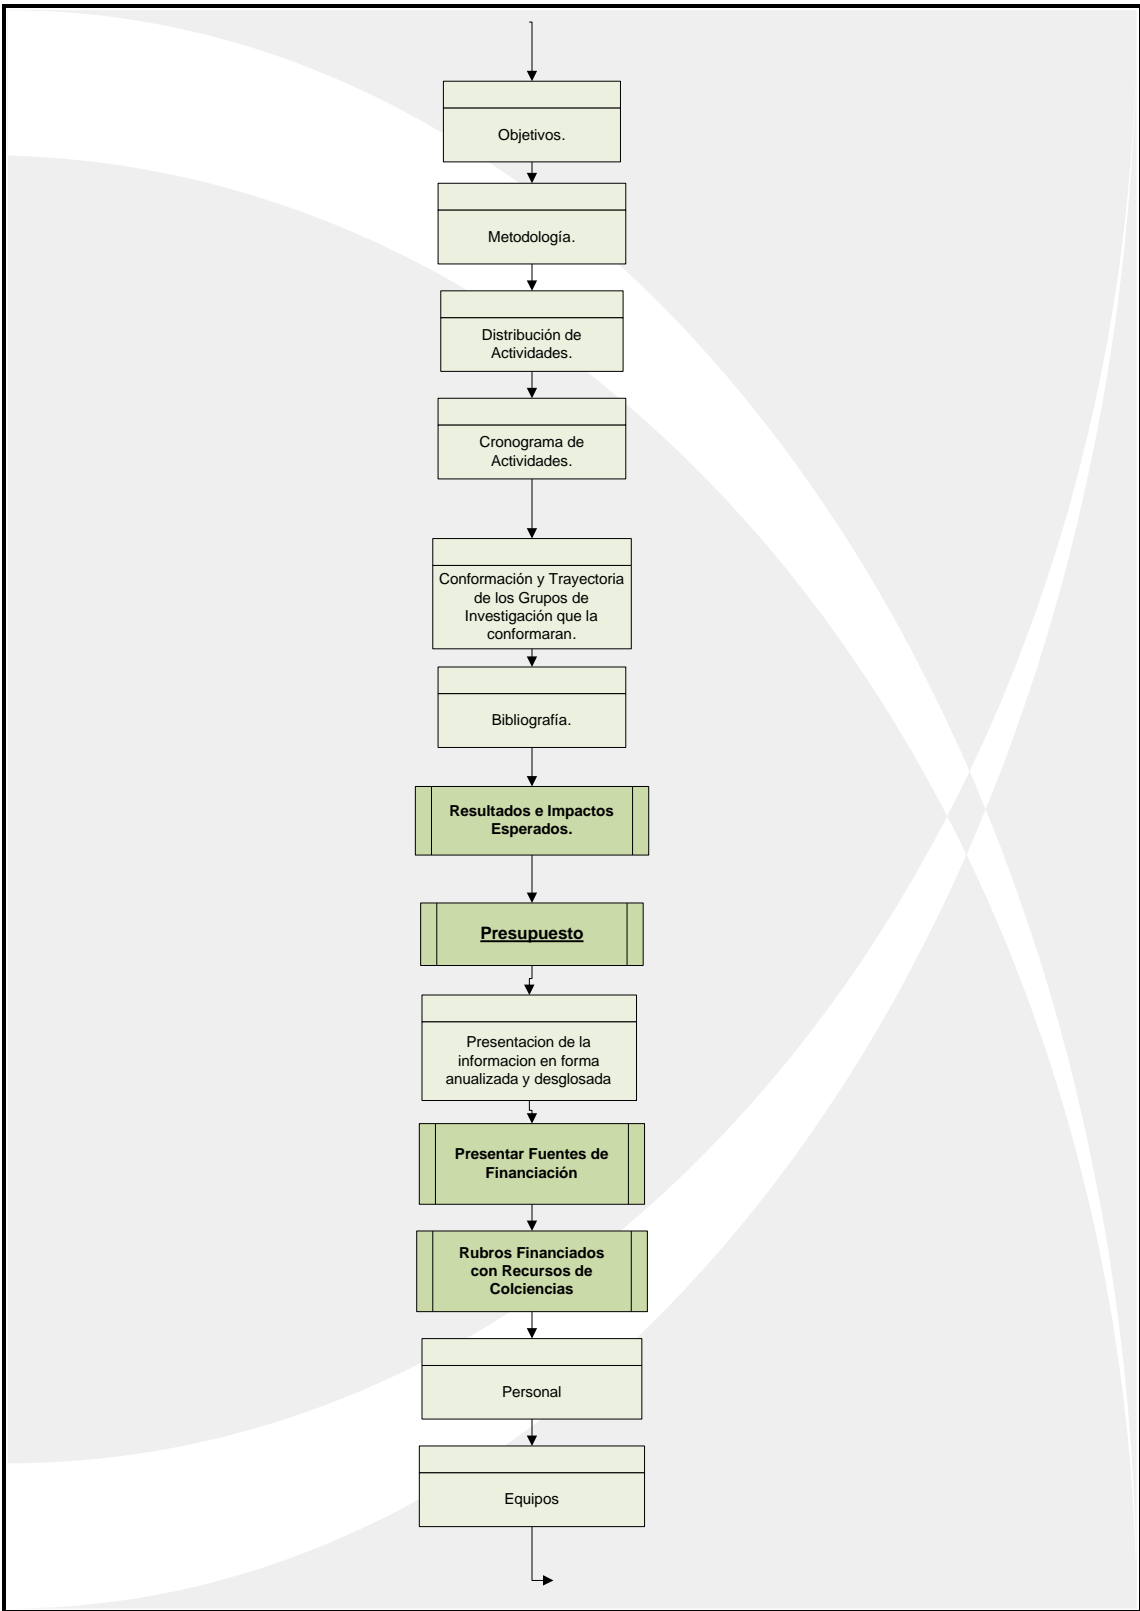 Objetivos.
Metodología.
Distribución de
Actividades.
Cronograma de
Actividades.
Conformación y Trayectoria
de los Grupos de
Investigación que la
conformaran.
Bibliografía.
Resultados e Impactos
Esperados.
Presupuesto
Presentacion de la
informacion en forma
anualizada y desglosada
Presentar Fuentes de
Financiación
Rubros Financiados
con Recursos de
Colciencias
Personal
Equipos